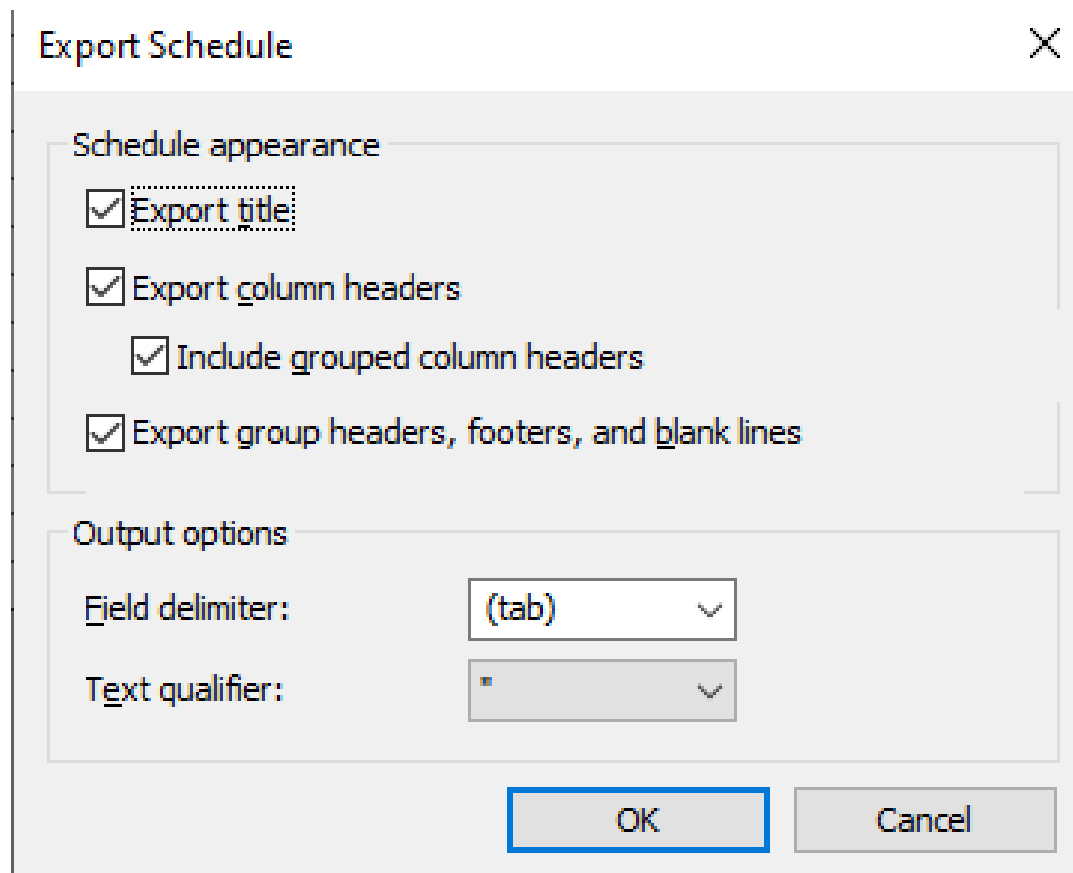 Export Schedule
Schedule appearance
Export title
Export column headers
Include grouped column headers
Export group headers, footers, and blank lines
Output options
Field delimiter: (tab)
Text qualifier: "
OK Cancel